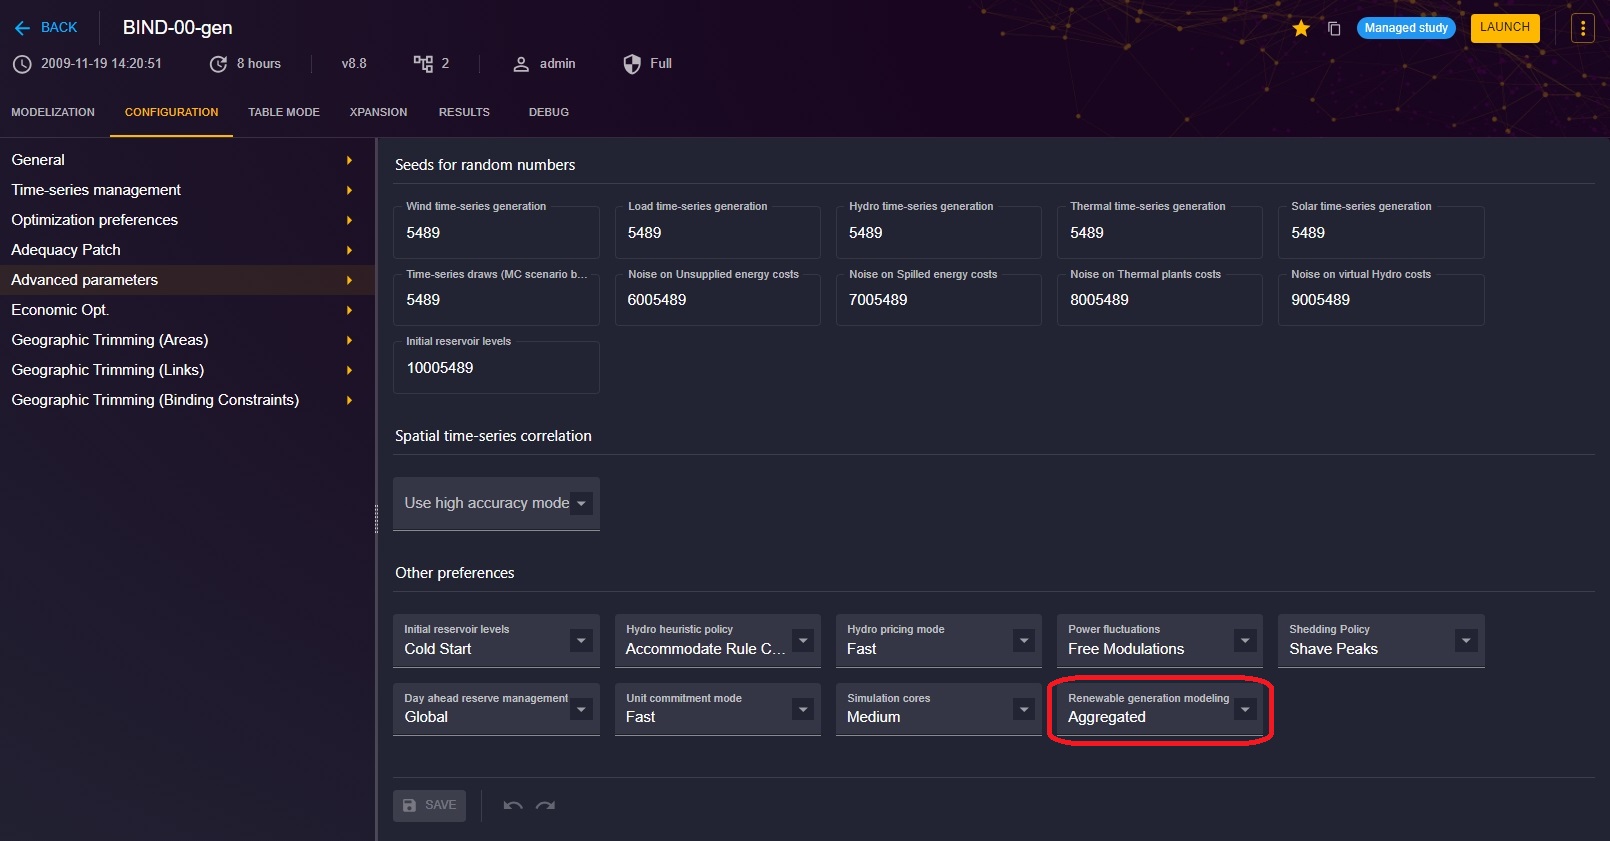 BACK
BIND-00-gen
Managed study
LAUNCH
2009-11-19 14:20:51
8 hours
v8.8
2
admin
Full
MODELIZATION
CONFIGURATION
TABLE MODE
XPANSION
RESULTS
DEBUG
General
Time-series management
Optimization preferences
Adequacy Patch
Advanced parameters
Economic Opt.
Geographic Trimming (Areas)
Geographic Trimming (Links)
Geographic Trimming (Binding Constraints)
Seeds for random numbers
Wind time-series generation
5489
Load time-series generation
5489
Hydro time-series generation
5489
Thermal time-series generation
5489
Solar time-series generation
5489
Time-series draws (MC scenario b...
5489
Noise on Unsupplied energy costs
6005489
Noise on Spilled energy costs
7005489
Noise on Thermal plants costs
8005489
Noise on virtual Hydro costs
9005489
Initial reservoir levels
10005489
Spatial time-series correlation
Use high accuracy mode
Other preferences
Initial reservoir levels
Cold Start
Hydro heuristic policy
Accommodate Rule C...
Hydro pricing mode
Fast
Power fluctuations
Free Modulations
Shedding Policy
Shave Peaks
Day ahead reserve management
Global
Unit commitment mode
Fast
Simulation cores
Medium
Renewable generation modeling
Aggregated
SAVE